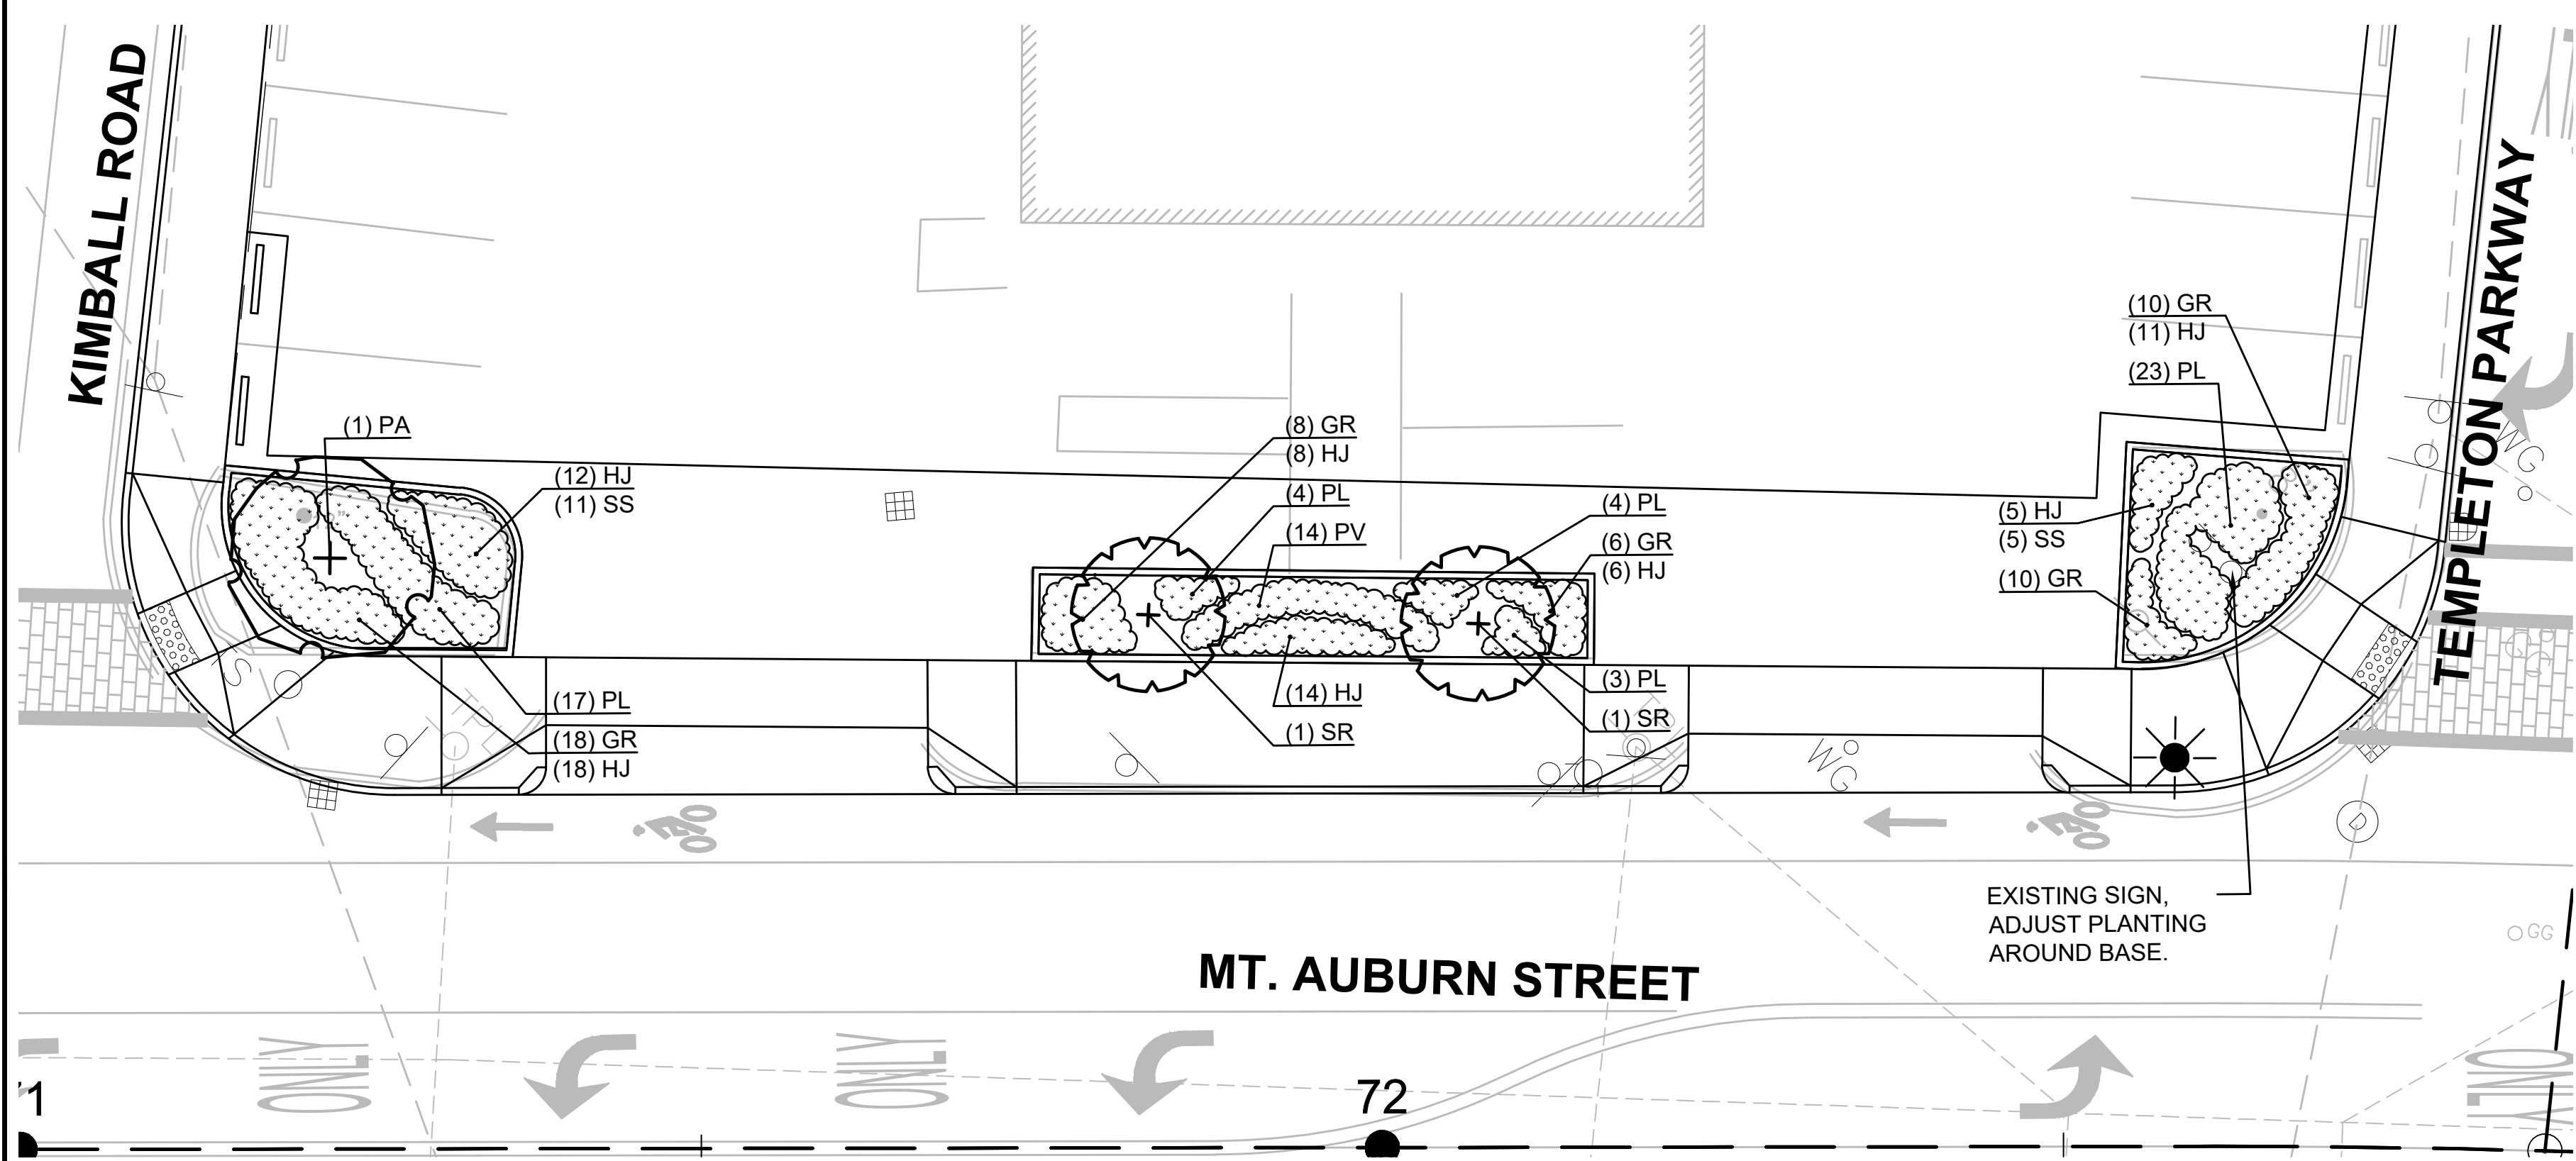 KIMBALL ROAD
TEMPLETON PARKWAY
(1) PA
(12) HJ
(11) SS
(17) PL
(18) GR
(18) HJ
(8) GR
(8) HJ
(4) PL
(14) PV
(14) HJ
(1) SR
(4) PL
(6) GR
(6) HJ
(3) PL
(1) SR
(10) GR
(11) HJ
(23) PL
(5) HJ
(5) SS
(10) GR
WG
WG
EXISTING SIGN,
ADJUST PLANTING
AROUND BASE.
GG
MT. AUBURN STREET
ONLY
ONLY
72